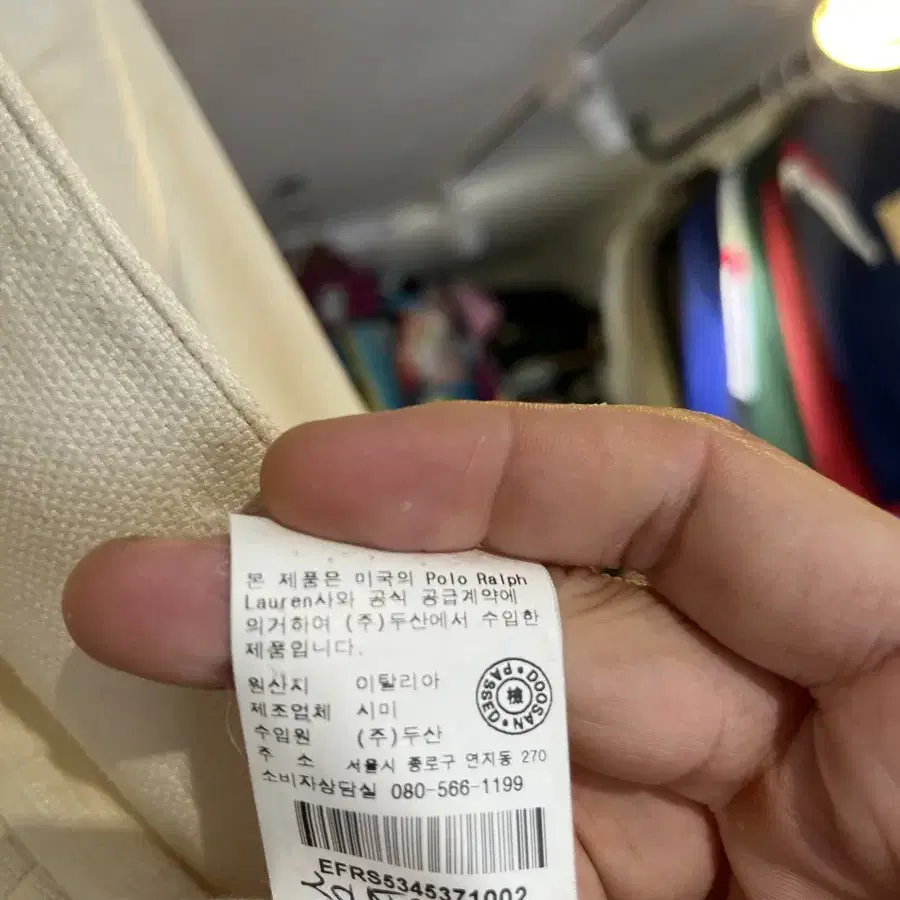 본 제품은 미국의 Polo Ralph
Lauren사와 공식 공급계약에
의거하여 (주)두산에서 수입한
제품입니다.
원산지 이탈리아
제조업체 시미
수입원 (주)두산
주 소 서울시 종로구 연지동 270
소비자상담실 080-566-1199
DOOSAN • PASSED •
檢
EFRS5345371002